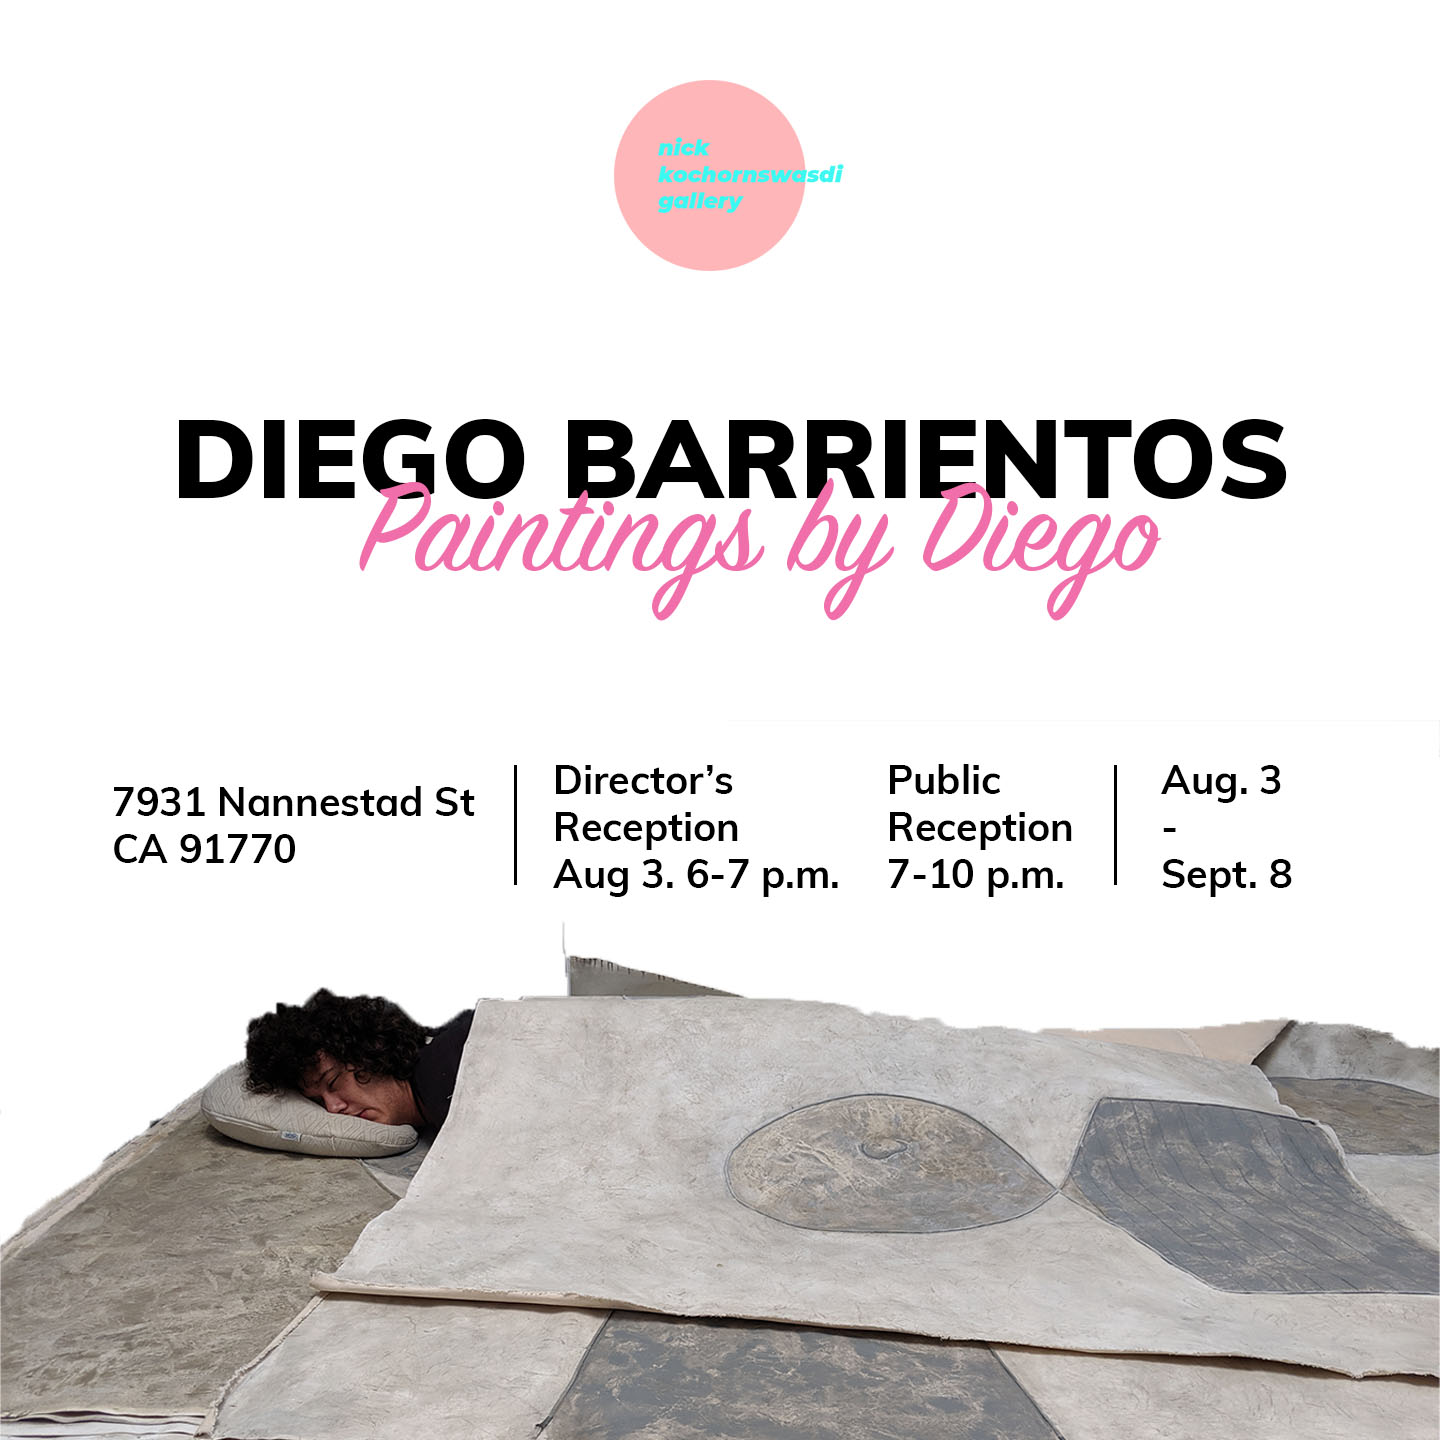 nick
kochornswasdi
gallery
DIEGO BARRIENTOS
Paintings by Diego
7931 Nannestad St
CA 91770
Director’s
Reception
Aug 3. 6-7 p.m.
Public
Reception
7-10 p.m.
Aug. 3
-
Sept. 8